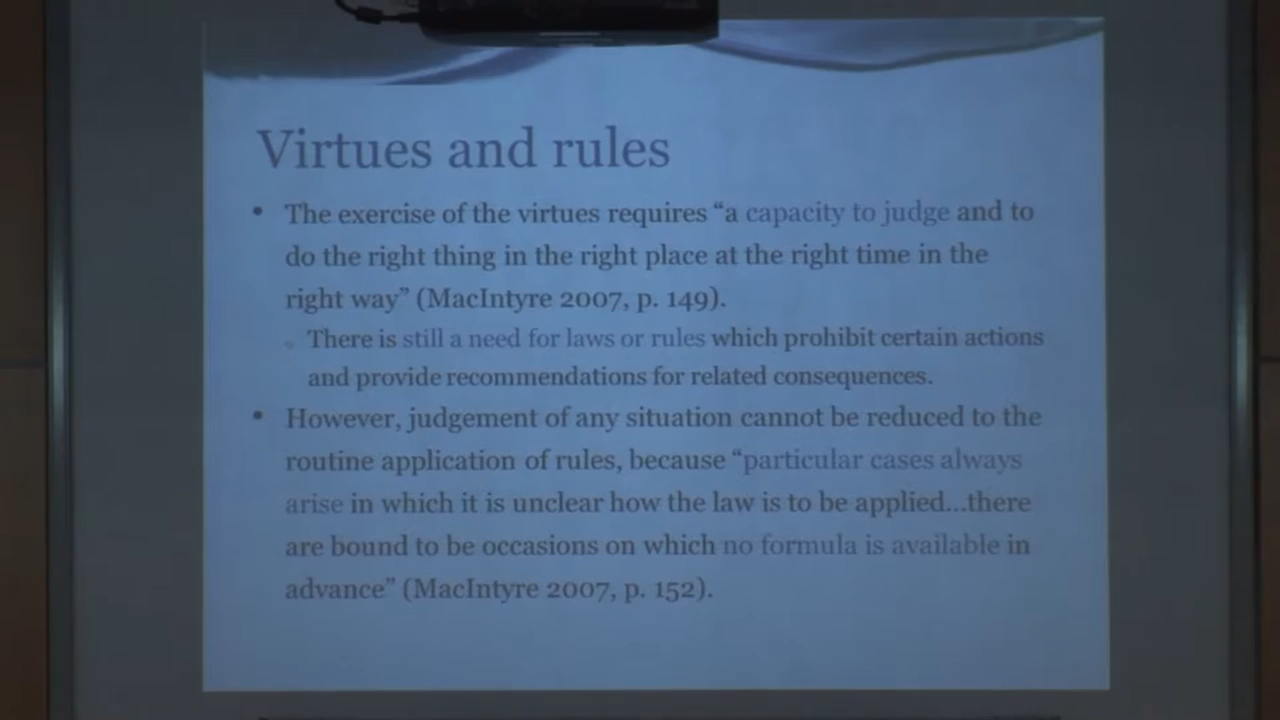 Virtues and rules
• The exercise of the virtues requires “a capacity to judge and to
do the right thing in the right place at the right time in the
right way” (MacIntyre 2007, p. 149).
There is still a need for laws or rules which prohibit certain actions
and provide recommendations for related consequences.
• However, judgement of any situation cannot be reduced to the
routine application of rules, because “particular cases always
arise in which it is unclear how the law is to be applied...there
are bound to be occasions on which no formula is available in
advance” (MacIntyre 2007, p. 152).